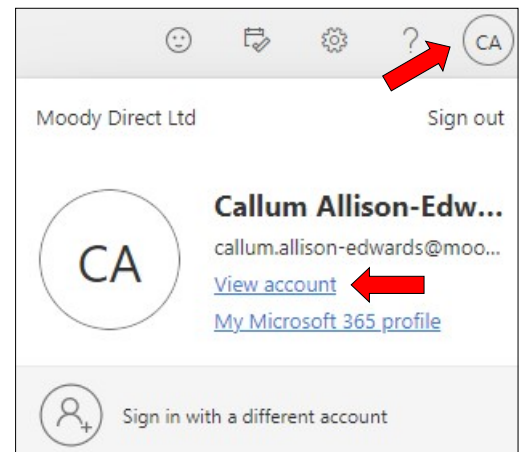 ? CA
Moody Direct Ltd Sign out
CA
Callum Allison-Edw...
callum.allison-edwards@moo...
View account
My Microsoft 365 profile
Sign in with a different account